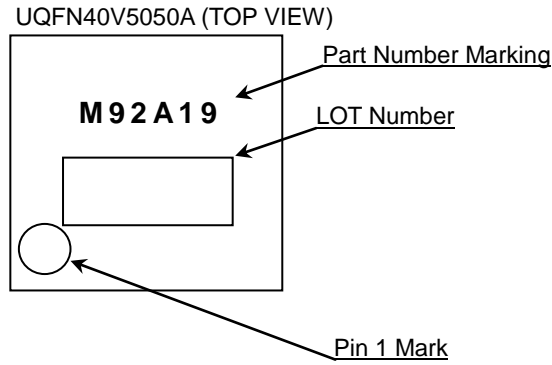 UQFN40V5050A (TOP VIEW)
Part Number Marking
M92A19
LOT Number
Pin 1 Mark